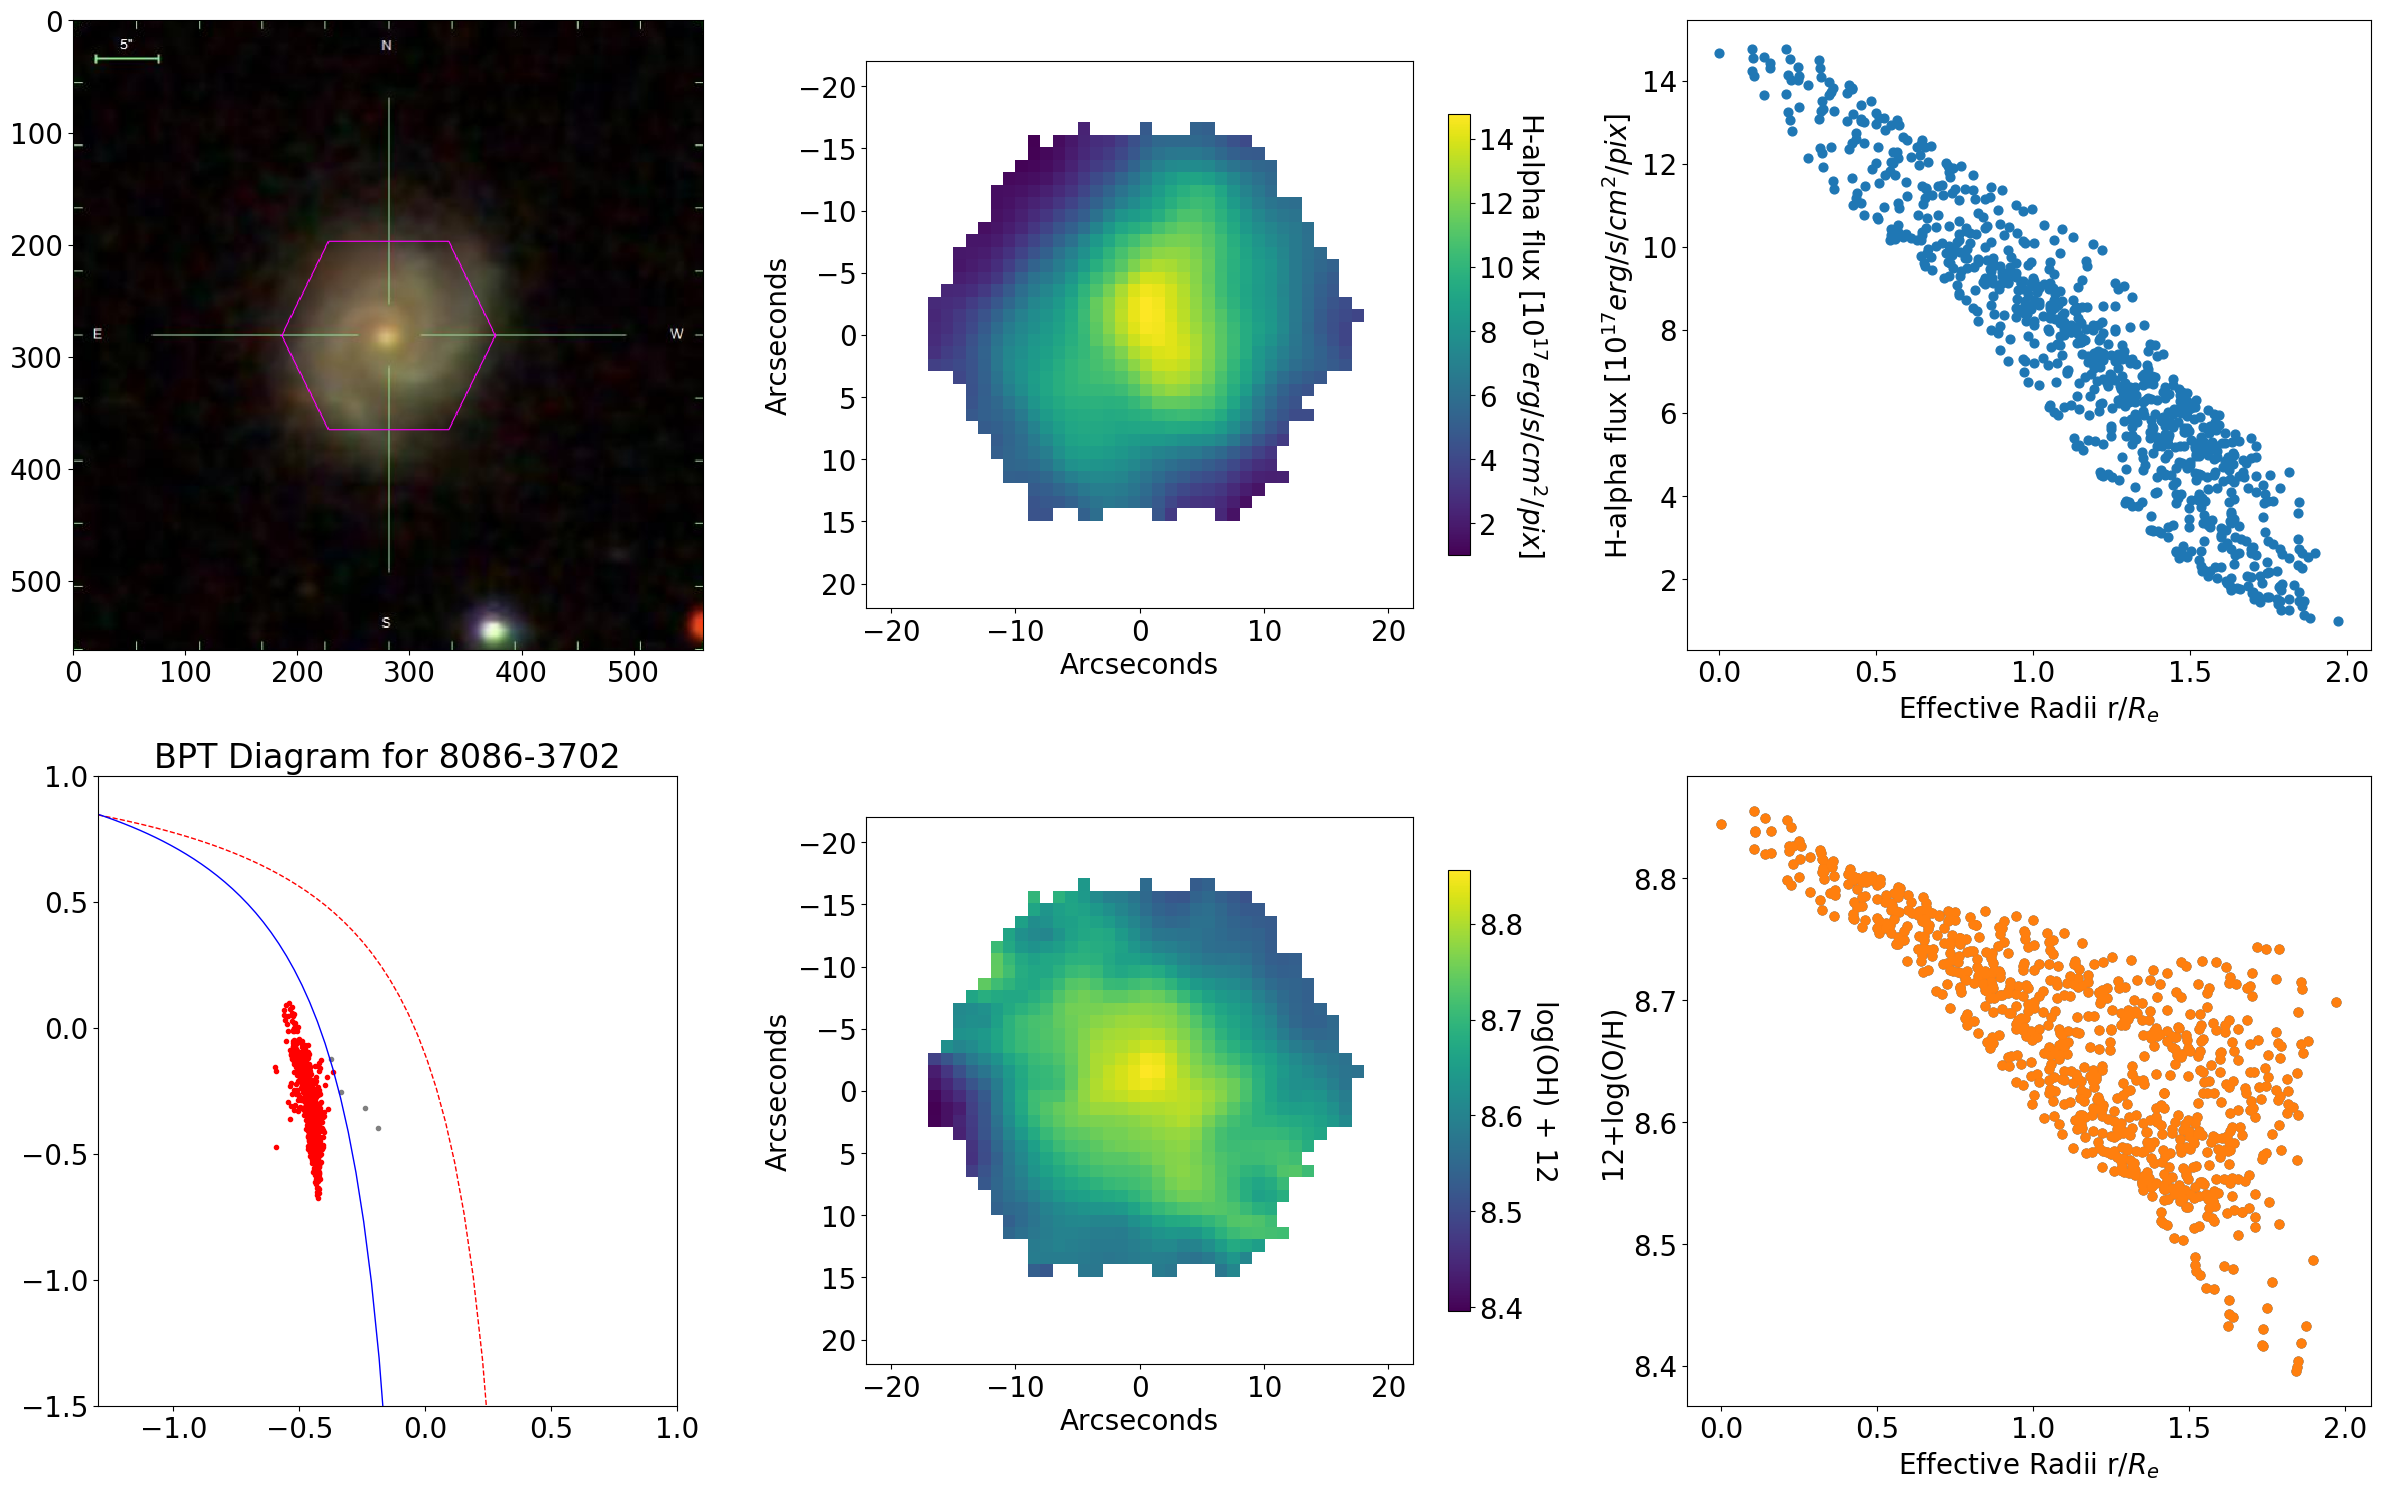 0
100
200
300
400
500
0 100 200 300 400 500
5"
N
E
W
S
−20
−15
−10
−5
0
5
10
15
20
−20 −10 0 10 20
Arcseconds
Arcseconds
14
12
10
8
6
4
2
H-alpha flux [10^17 erg/s/cm^2/pix]
H-alpha flux [10^17 erg/s/cm^2/pix]
14
12
10
8
6
4
2
0.0 0.5 1.0 1.5 2.0
Effective Radii r/R_e
BPT Diagram for 8086-3702
1.0
0.5
0.0
−0.5
−1.0
−1.5
−1.0 −0.5 0.0 0.5 1.0
−20
−15
−10
−5
0
5
10
15
20
−20 −10 0 10 20
Arcseconds
Arcseconds
8.8
8.7
8.6
8.5
8.4
log(OH) + 12
12+log(O/H)
8.8
8.7
8.6
8.5
8.4
0.0 0.5 1.0 1.5 2.0
Effective Radii r/R_e